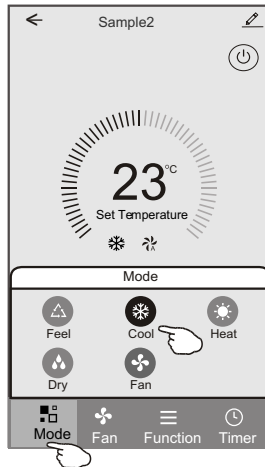 Sample2
23°C
Set Temperature
A
Mode
Feel Cool Heat
Dry Fan
Mode Fan Function Timer